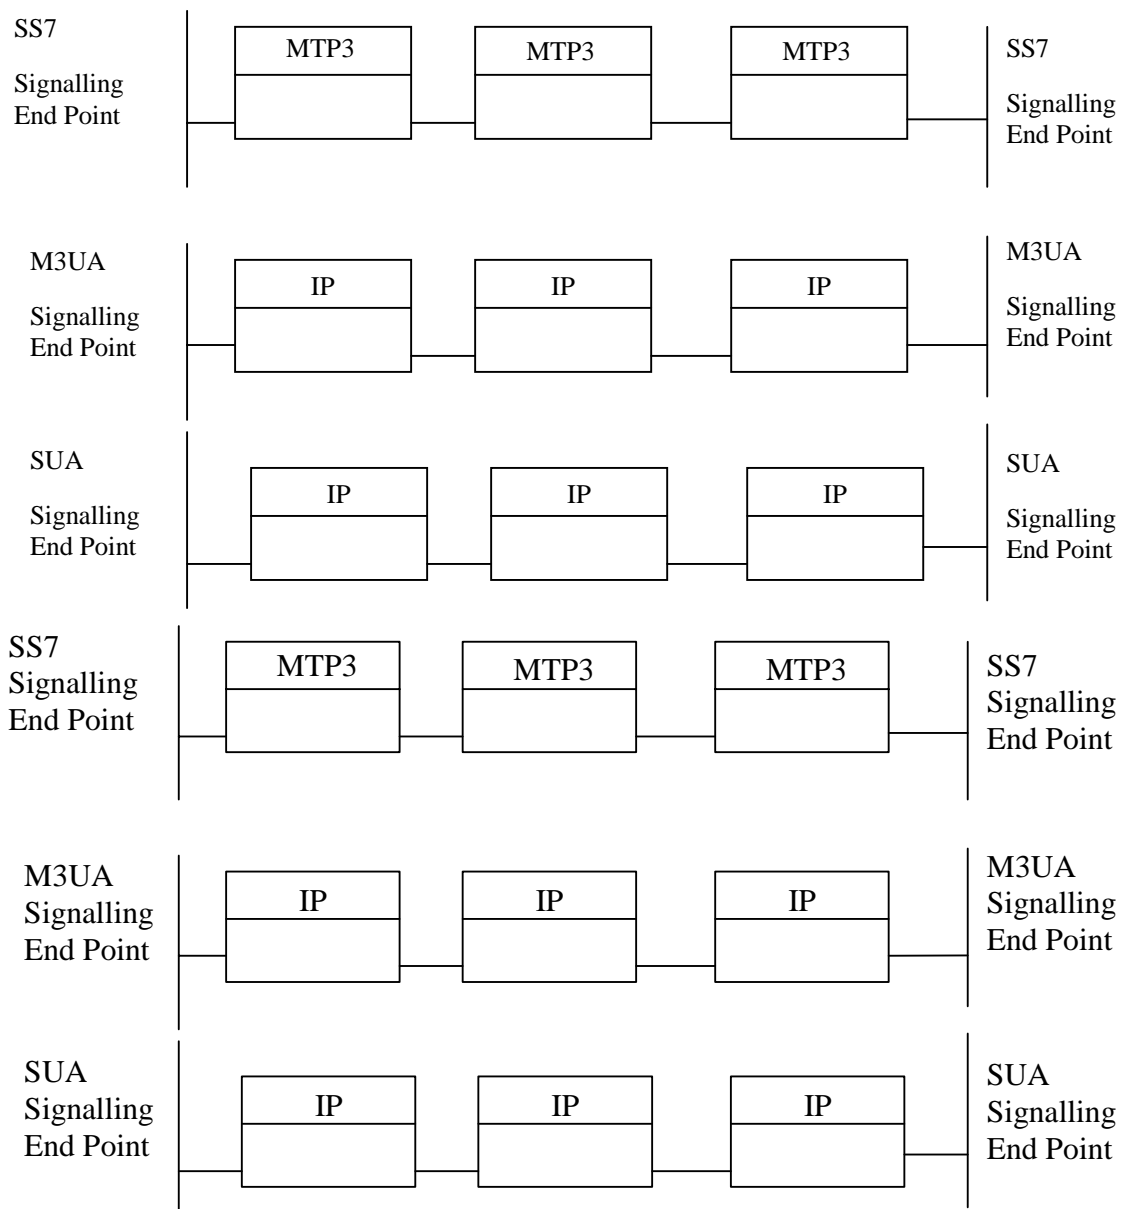 SS7
Signalling
End Point
MTP3
MTP3
MTP3
SS7
Signalling
End Point
M3UA
Signalling
End Point
IP
IP
IP
M3UA
Signalling
End Point
SUA
Signalling
End Point
IP
IP
IP
SUA
Signalling
End Point
SS7
Signalling
End Point
MTP3
MTP3
MTP3
SS7
Signalling
End Point
M3UA
Signalling
End Point
IP
IP
IP
M3UA
Signalling
End Point
SUA
Signalling
End Point
IP
IP
IP
SUA
Signalling
End Point